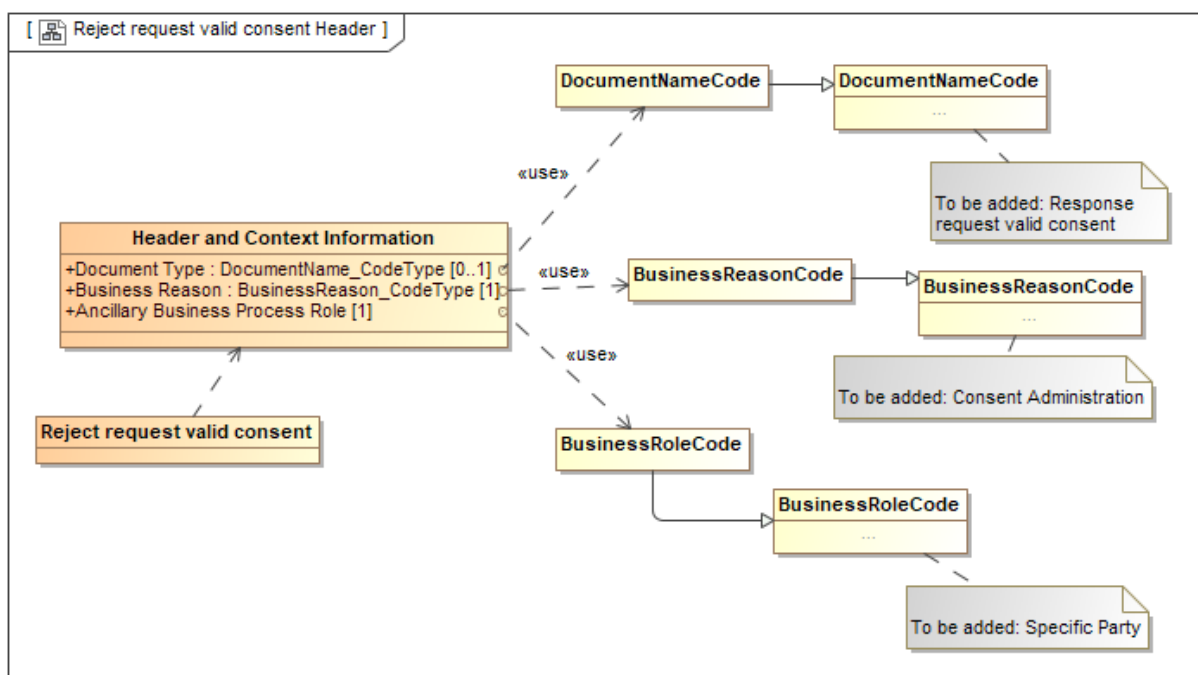 [ Reject request valid consent Header ]
DocumentNameCode
DocumentNameCode
...
«use»
To be added: Response
request valid consent
Header and Context Information
+Document Type : DocumentName_CodeType [0..1]
+Business Reason : BusinessReason_CodeType [1]
+Ancillary Business Process Role [1]
«use»
BusinessReasonCode
BusinessReasonCode
...
«use»
To be added: Consent Administration
Reject request valid consent
BusinessRoleCode
BusinessRoleCode
...
To be added: Specific Party